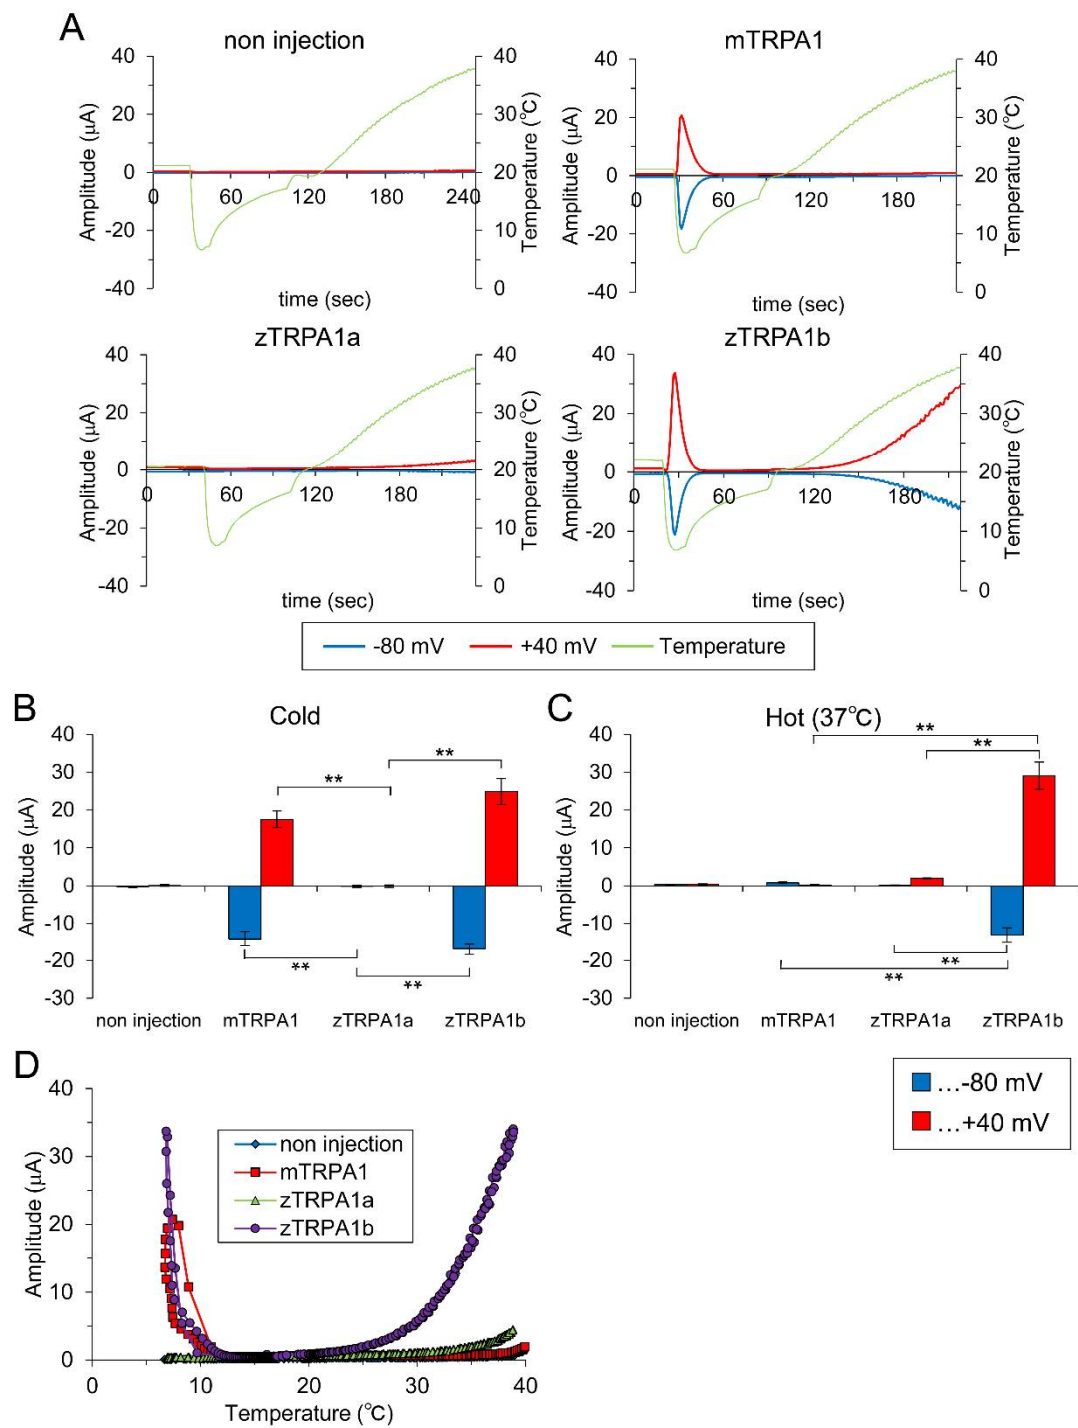 A
non injection
mTRPA1
40
20
0
-20
-40
Amplitude (μA)
60
120
180
240
40
30
20
10
0
Temperature (°C)
time (sec)
40
20
0
-20
-40
Amplitude (μA)
0
60
120
180
40
30
20
10
0
Temperature (°C)
time (sec)
zTRPA1a
zTRPA1b
40
20
0
-20
-40
Amplitude (μA)
0
60
120
180
40
30
20
10
0
Temperature (°C)
time (sec)
40
20
0
-20
-40
Amplitude (μA)
0
60
120
180
40
30
20
10
0
Temperature (°C)
time (sec)
-80 mV +40 mV Temperature
B
Cold
40
30
20
10
0
-10
-20
-30
Amplitude (μA)
**
**
**
**
non injection mTRPA1 zTRPA1a zTRPA1b
C
Hot (37°C)
40
30
20
10
0
-10
-20
-30
Amplitude (μA)
**
**
**
**
non injection mTRPA1 zTRPA1a zTRPA1b
...-80 mV
...+40 mV
D
40
30
20
10
0
Amplitude (μA)
non injection
mTRPA1
zTRPA1a
zTRPA1b
0 10 20 30 40
Temperature (°C)